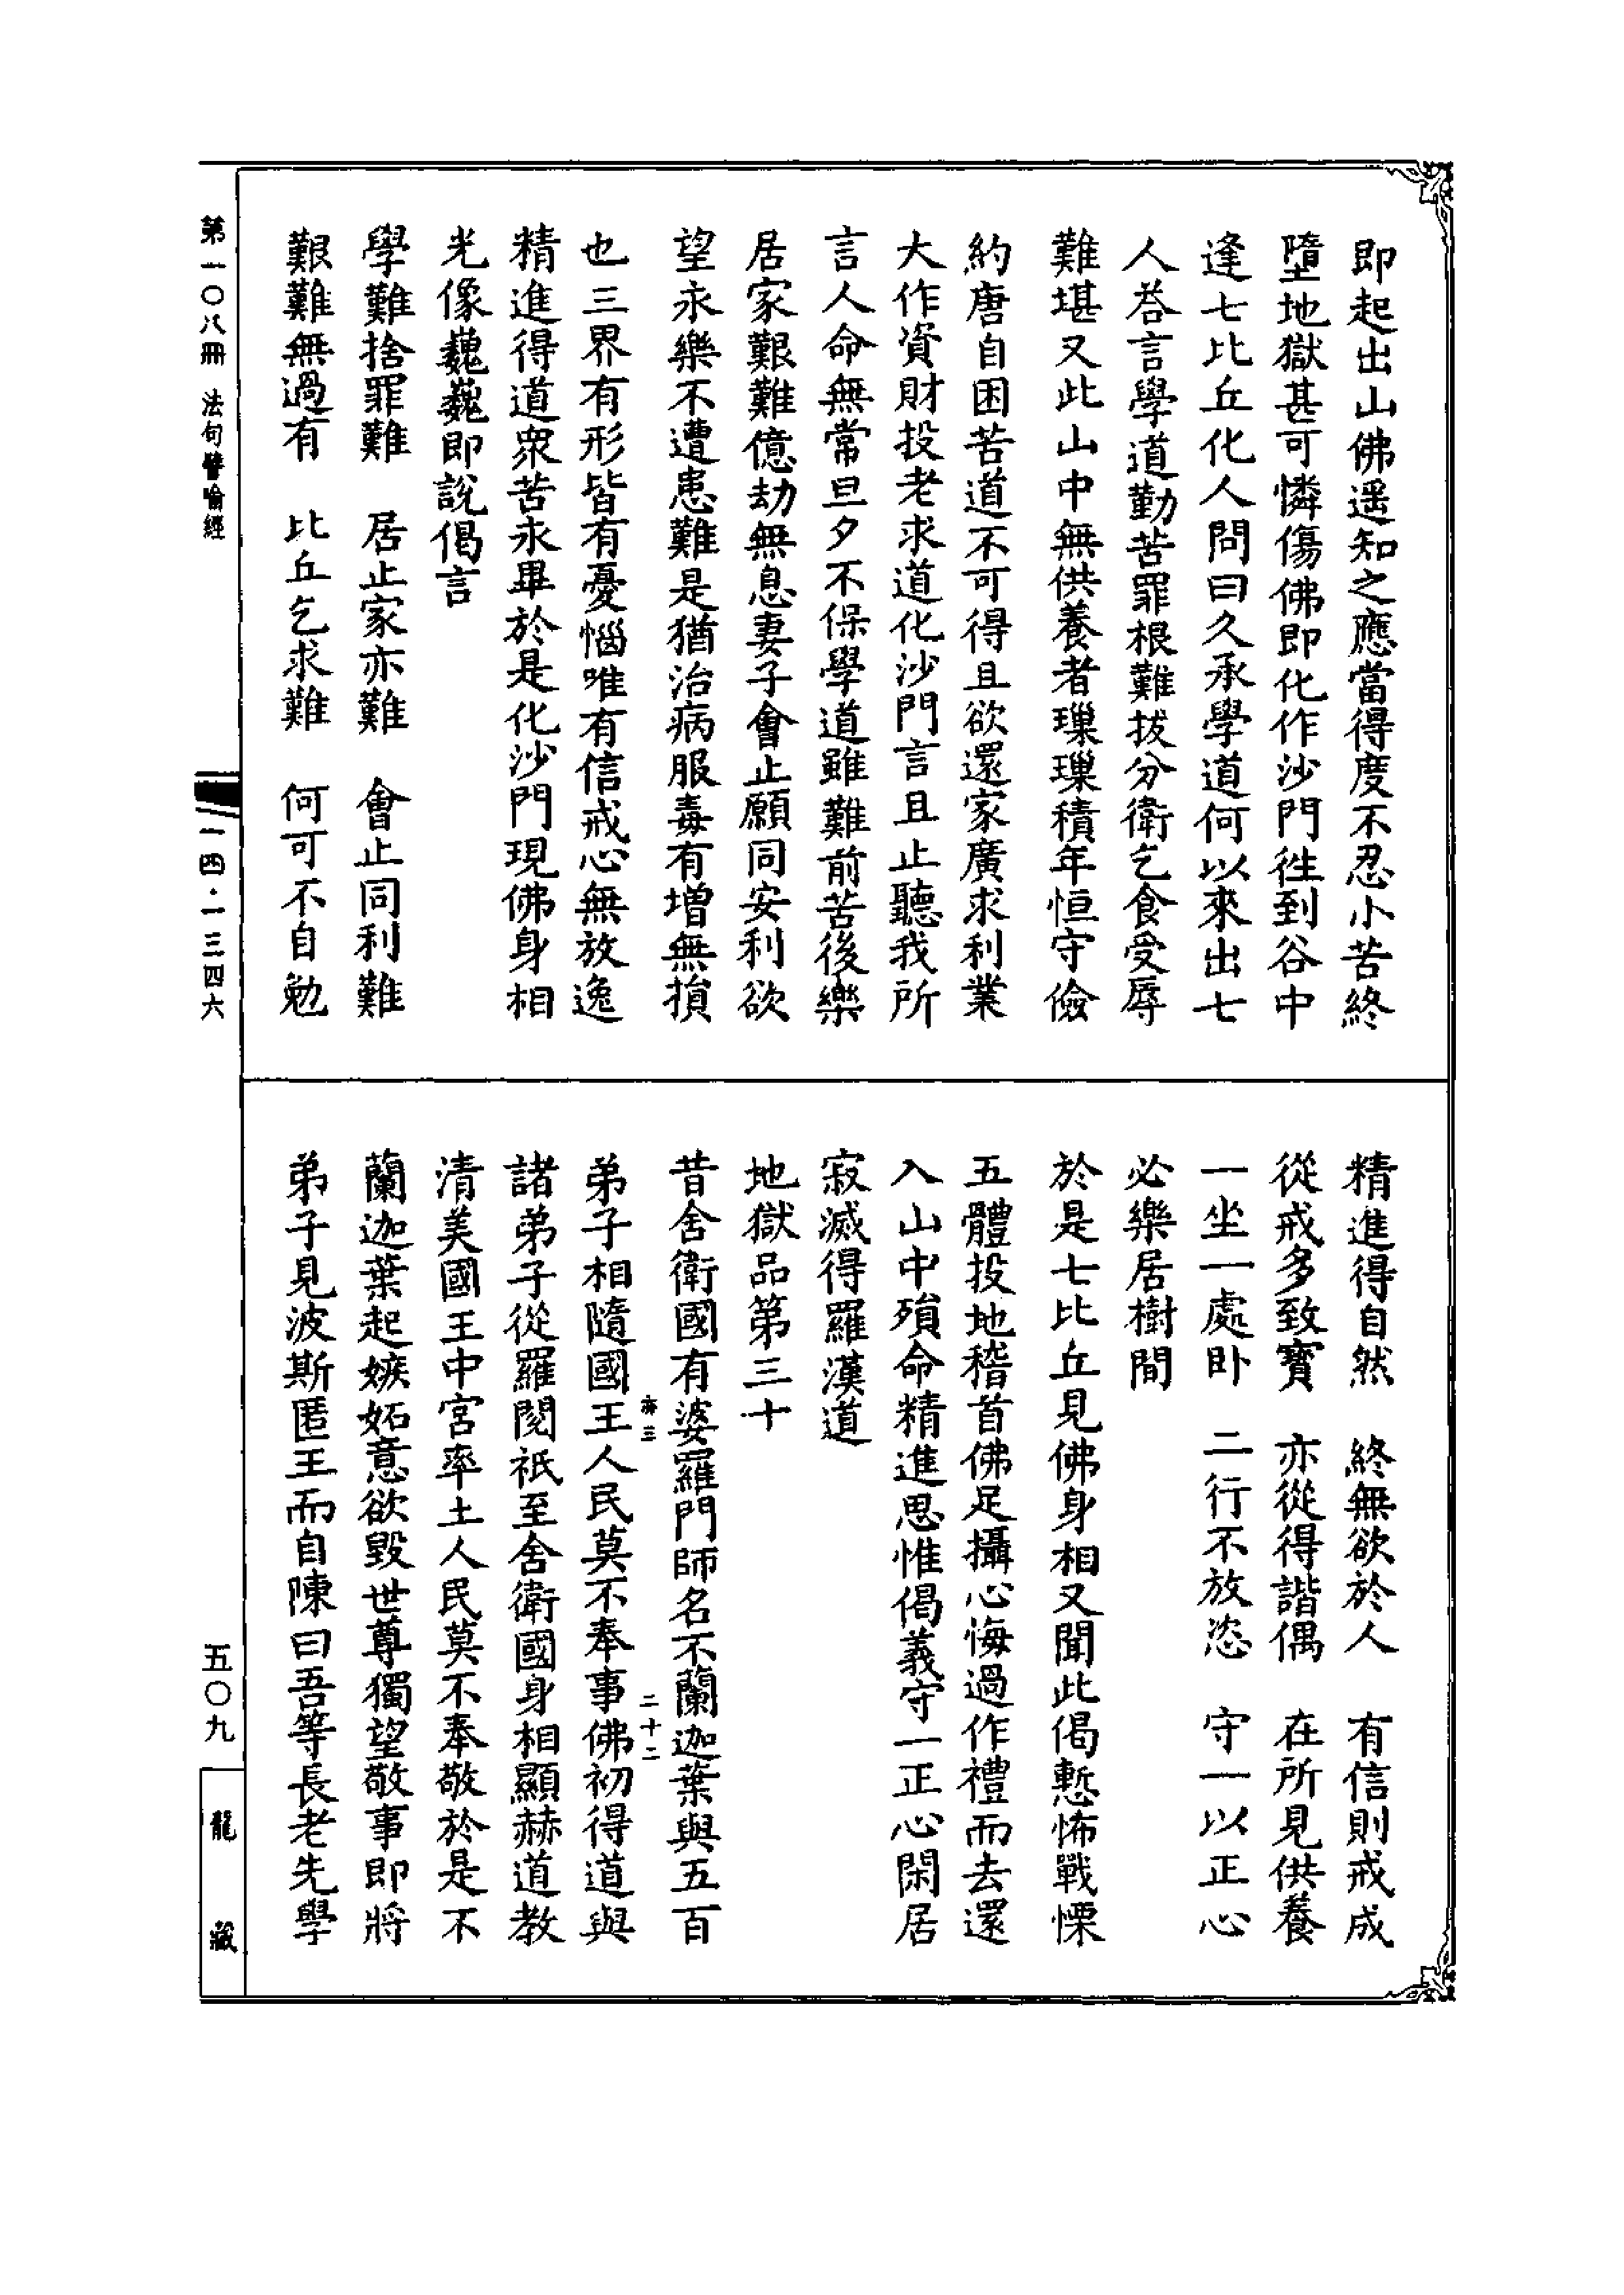 即起出山佛遥知之應當得度不忍小苦終
墮地獄甚可憐傷佛即化作沙門徃到谷中
逢七比丘化人問曰久承學道何以來出七
人荅言學道勤苦罪根難拔分衛乞食受辱
難堪又此山中無供養者璅璅積年恒守儉
約唐自困苦道不可得且欲還家廣求利業
大作資財投老求道化沙門言且止聽我所
言人命無常旦夕不保學道雖難前苦後樂
居家艱難億劫無息妻子會止願同安利欲
望永樂不遭患難是猶治病服毒有增無損
也三界有形皆有憂惱唯有信戒心無放逸
精進得道衆苦永畢於是化沙門現佛身相
光像巍巍即說偈言
學難捨罪難　居止家亦難　會止同利難
艱難無過有　比丘乞求難　何可不自勉
精進得自然　終無欲於人　有信則戒成
從戒多致寳　亦從得諧偶　在所見供養
一坐一處卧　二行不放恣　守一以正心
必樂居樹間
於是七比丘見佛身相又聞此偈慙怖戰慄
五體投地稽首佛足攝心悔過作禮而去還
入山中殞命精進思惟偈義守一正心閑居
寂滅得羅漢道
地獄品第三十
昔舍衛國有婆羅門師名不蘭迦葉與五百
弟子相隨國王人民莫不奉事佛初得道與
諸弟子從羅閱祇至舍衛國身相顯赫道教
清美國王中宮率土人民莫不奉敬於是不
蘭迦葉起嫉妬意欲毀世尊獨望敬事即將
弟子見波斯匿王而自陳曰吾等長老先學
二十二
第一〇八冊　法句譬喻經
一四·一三四六
五〇九
龍藏